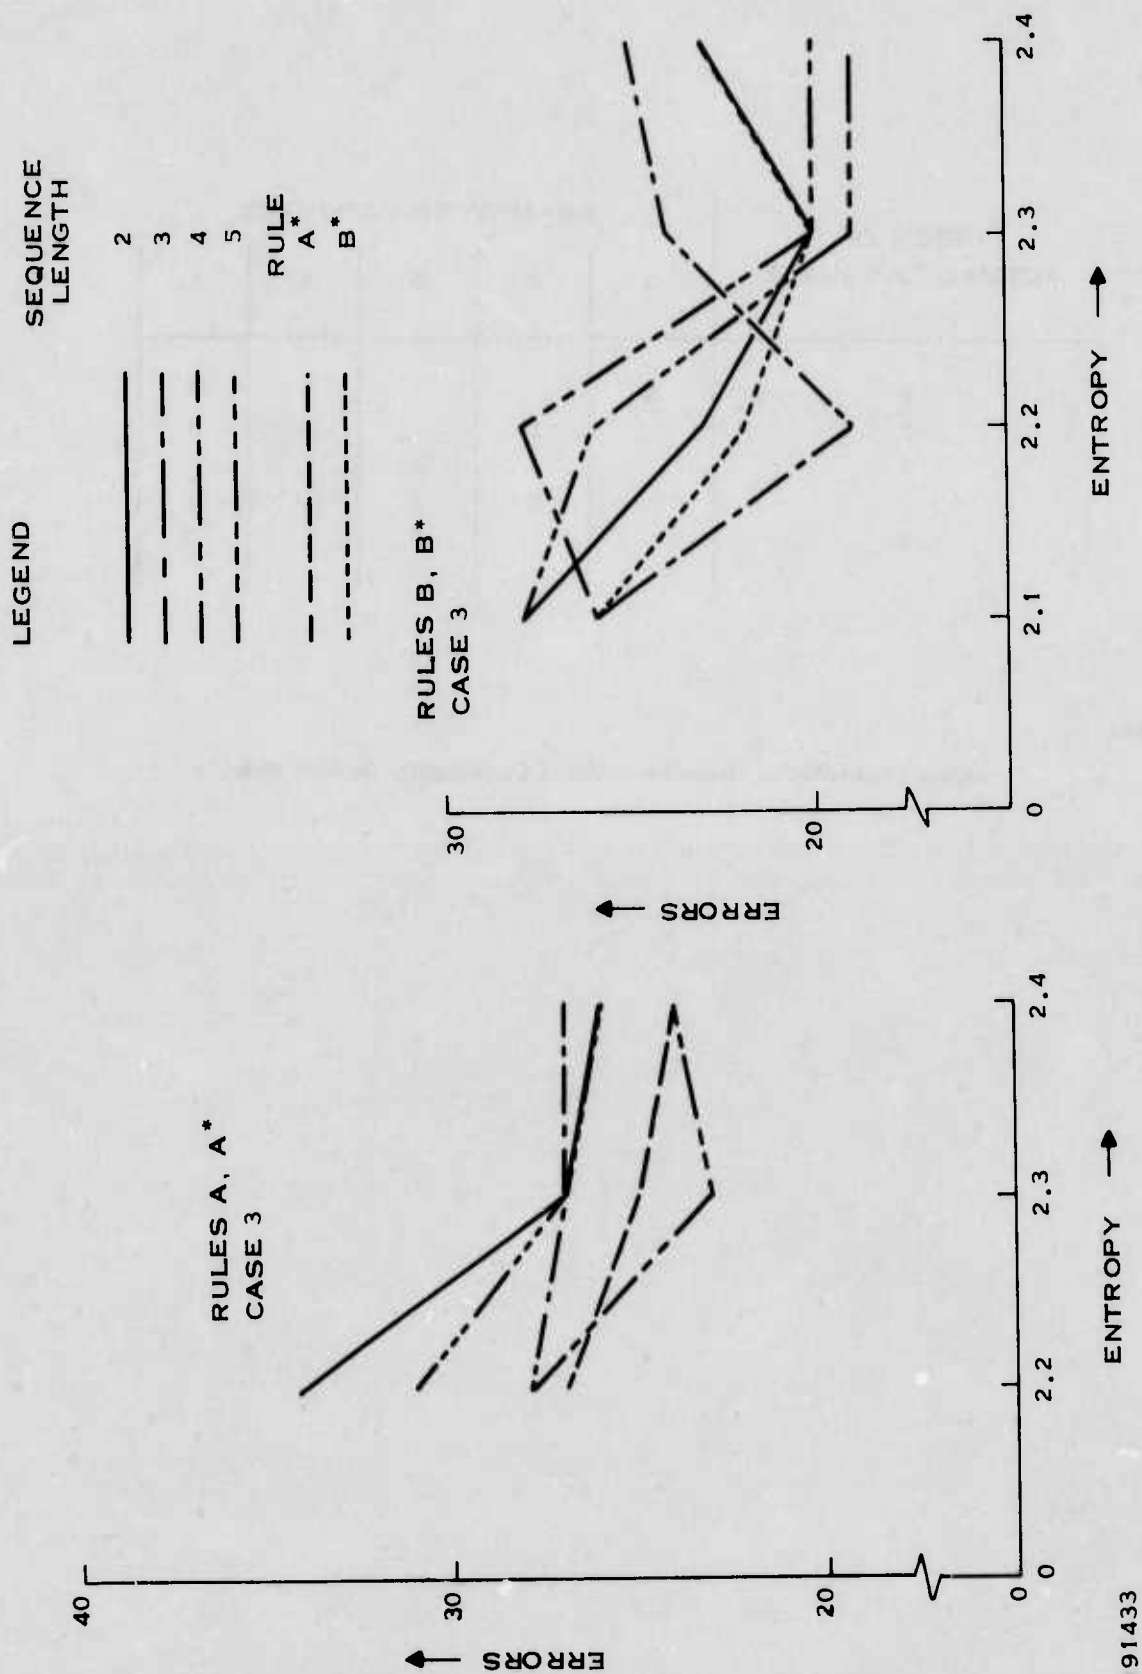 LEGEND
SEQUENCE
LENGTH
2
3
4
5
RULE
A*
B*
RULES A, A*
CASE 3
40
30
20
0
ERRORS
0
2.2
2.3
2.4
ENTROPY
RULES B, B*
CASE 3
30
20
ERRORS
0
2.1
2.2
2.3
2.4
ENTROPY
91433